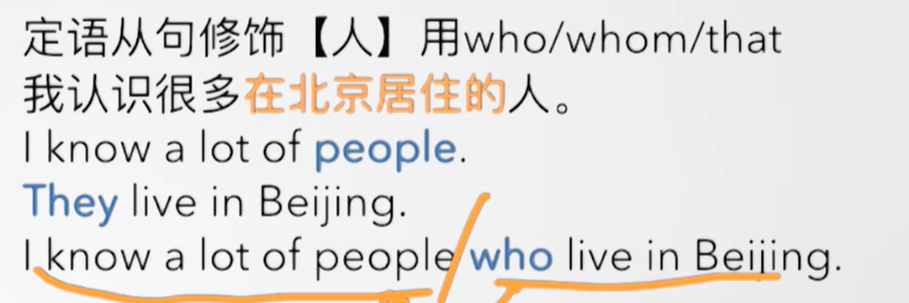 定语从句修饰【人】用who/whom/that
我认识很多在北京居住的人。
I know a lot of people.
They live in Beijing.
I know a lot of people who live in Beijing.